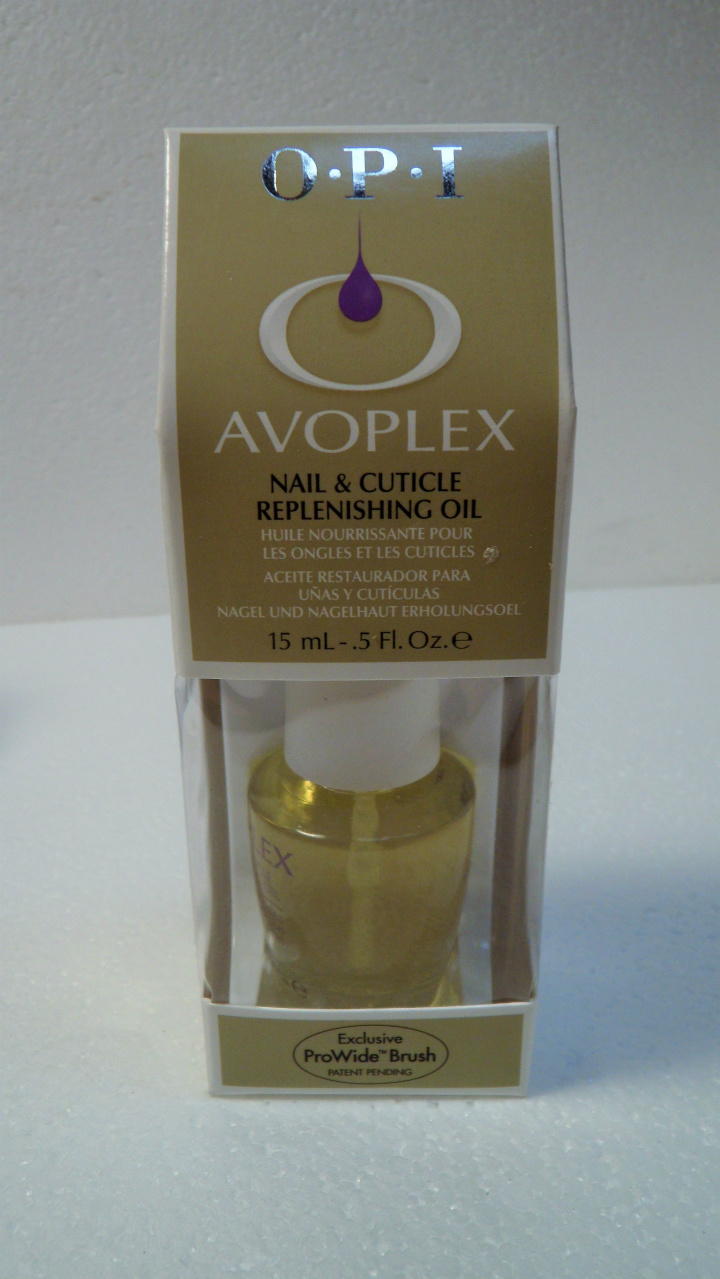 O·P·I
AVOPLEX
NAIL & CUTICLE
REPLENISHING OIL
HUILE NOURRISSANTE POUR
LES ONGLES ET LES CUTICLES
ACEITE RESTAURADOR PARA
UÑAS Y CUTÍCULAS
NAGEL UND NAGELHAUT ERHOLUNGSOEL
15 mL - .5 Fl. Oz. ℮
LEX
Exclusive
ProWide™ Brush
PATENT PENDING